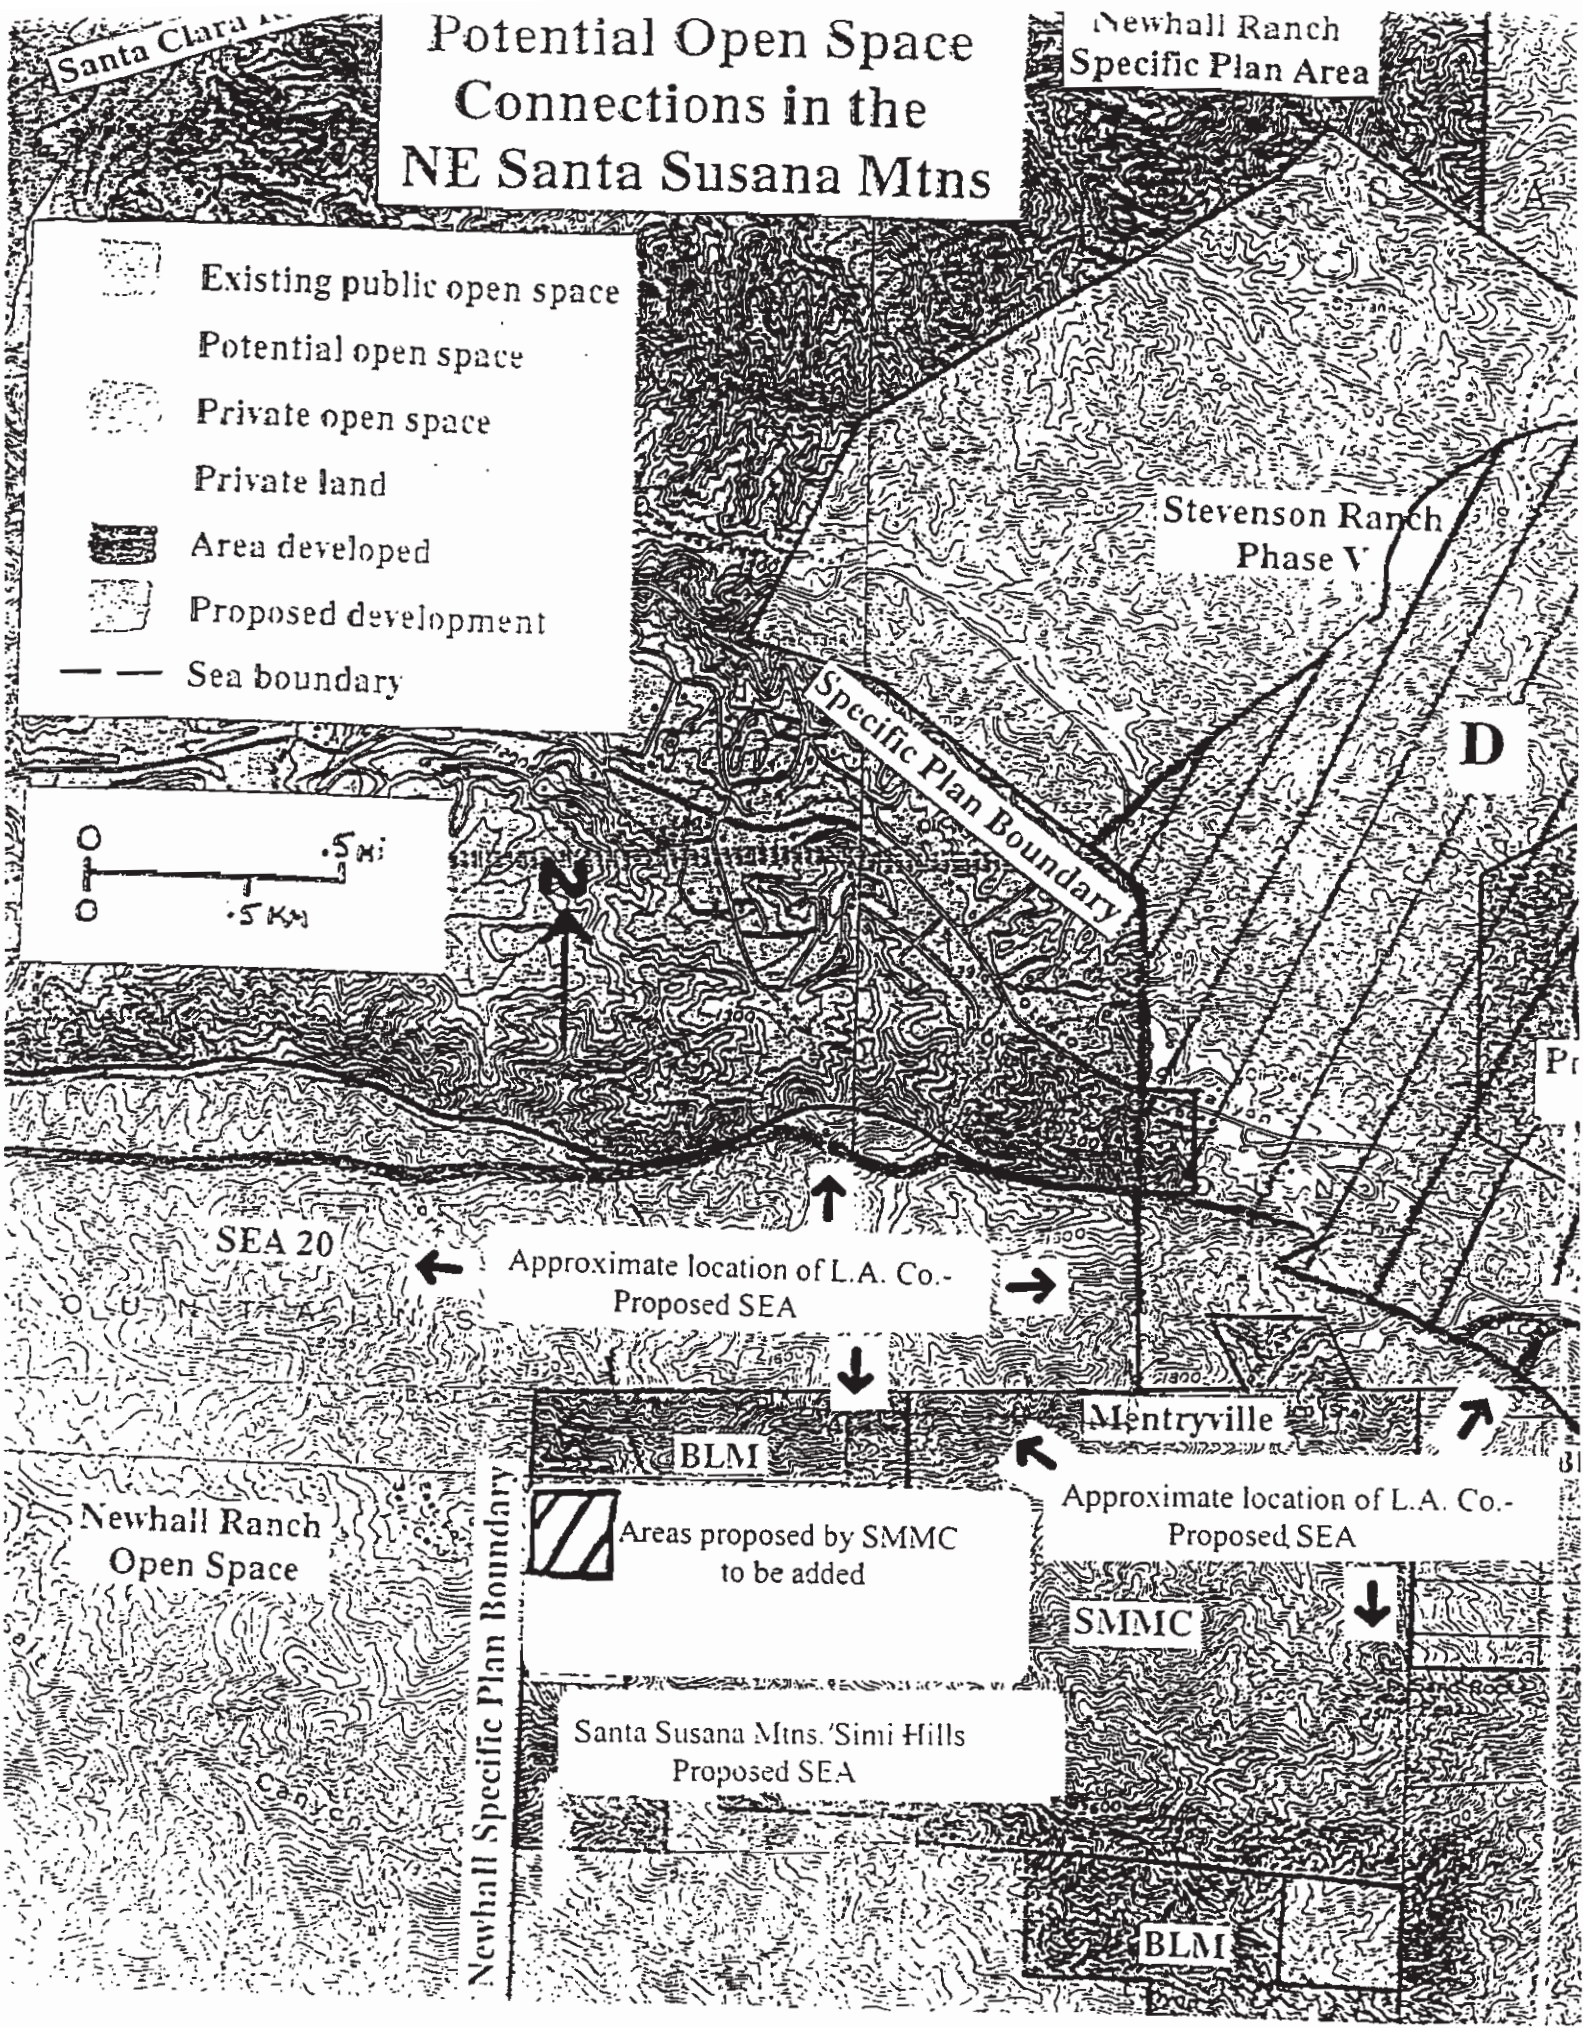 Santa Clara
Potential Open Space
Connections in the
NE Santa Susana Mtns
Newhall Ranch
Specific Plan Area
Existing public open space
Potential open space
Private open space
Private land
Area developed
Proposed development
Sea boundary
S A
Stevenson Ranch
Phase V
D
Specific Plan Boundary
0 .5 Mi
0 .5 KM
N
1300
SEA 20
O U N T A I N S
Approximate location of L.A. Co.-
Proposed SEA
Mentryville
BLM
Approximate location of L.A. Co.-
Proposed SEA
Newhall Ranch
Open Space
Newhall Specific Plan Boundary
Areas proposed by SMMC
to be added
SMMC
Santa Susana Mtns./Simi Hills
Proposed SEA
BLM